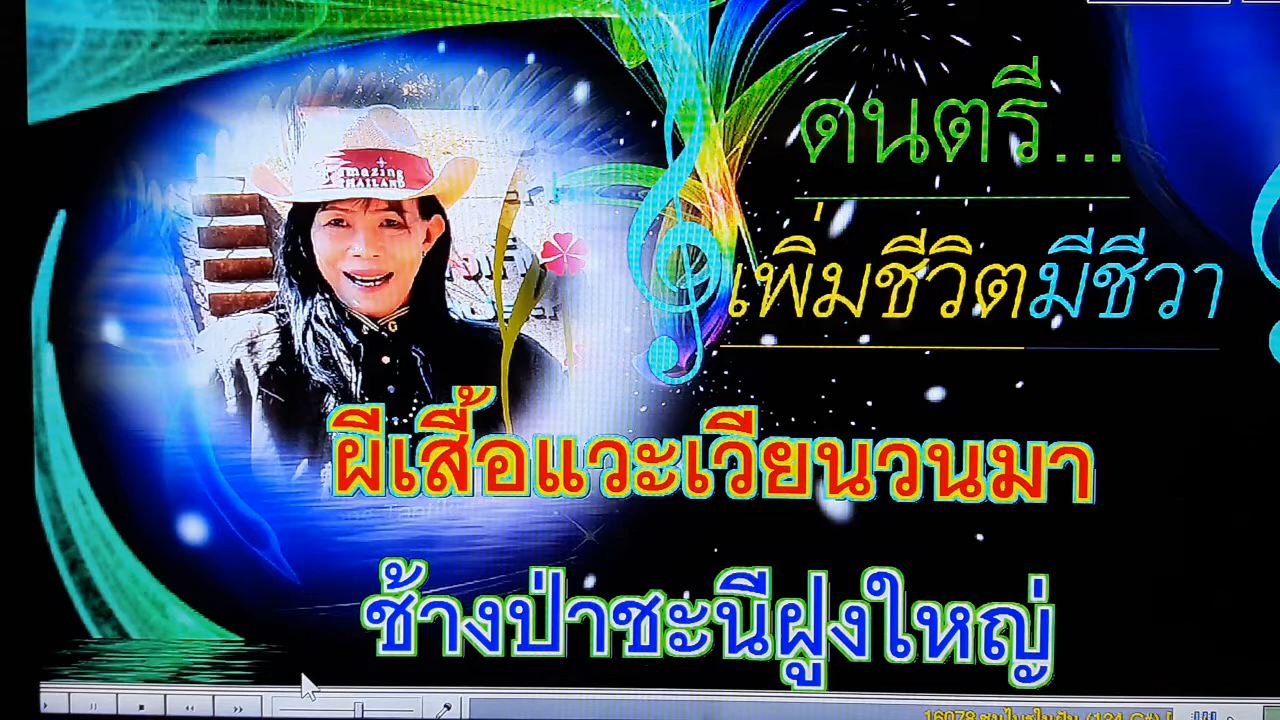 ดนตรี...
เพิ่มชีวิตมีชีวา
amazing
THAILAND
ผีเสื้อแวะเวียนวนมา
ช้างป่าชะนีฝูงใหญ่